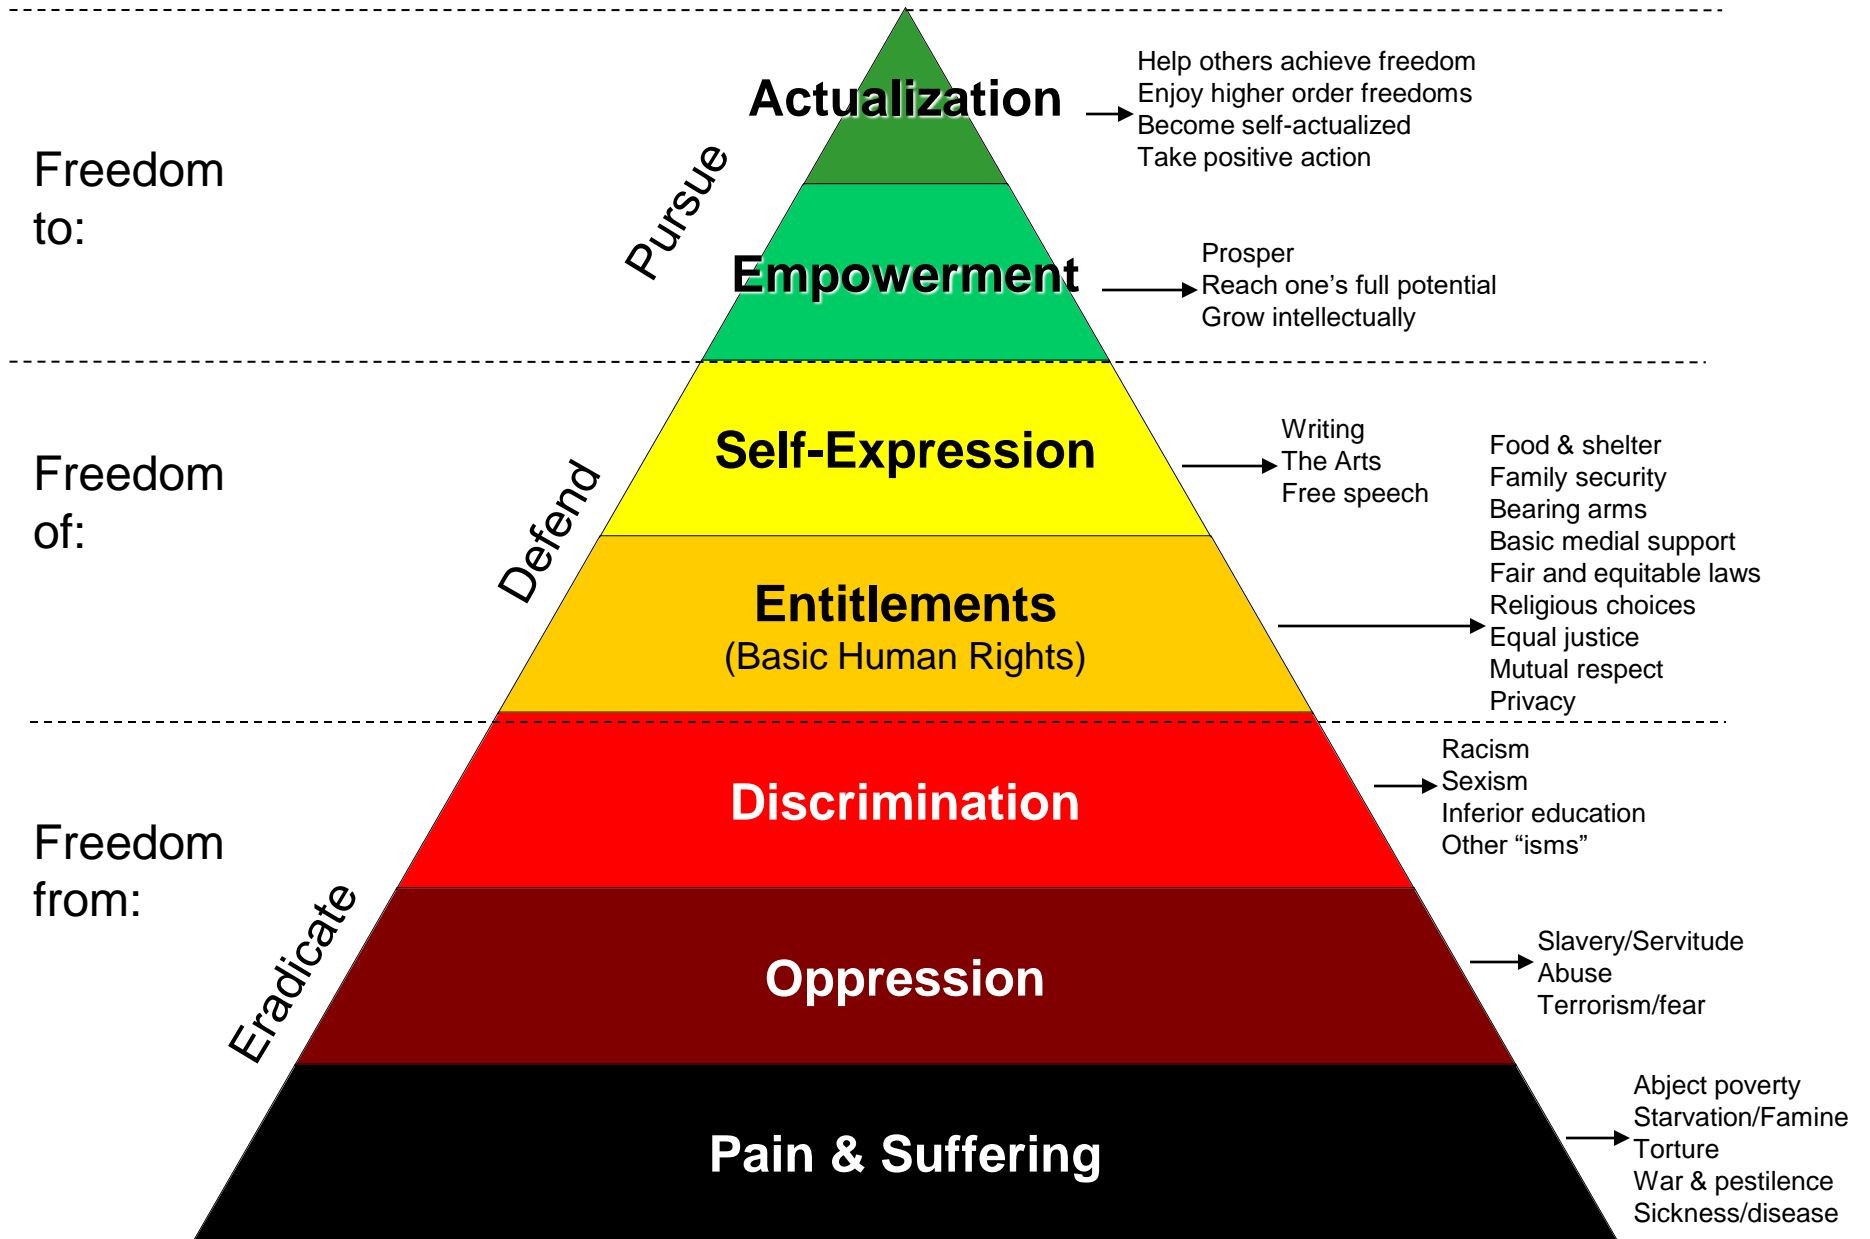 Actualization
Help others achieve freedom
Enjoy higher order freedoms
Become self-actualized
Take positive action
Freedom
to:
Pursue
Empowerment
Prosper
Reach one’s full potential
Grow intellectually
Freedom
of:
Defend
Self-Expression
Writing
The Arts
Free speech
Entitlements
(Basic Human Rights)
Food & shelter
Family security
Bearing arms
Basic medial support
Fair and equitable laws
Religious choices
Equal justice
Mutual respect
Privacy
Freedom
from:
Eradicate
Discrimination
Racism
Sexism
Inferior education
Other “isms”
Oppression
Slavery/Servitude
Abuse
Terrorism/fear
Pain & Suffering
Abject poverty
Starvation/Famine
Torture
War & pestilence
Sickness/disease